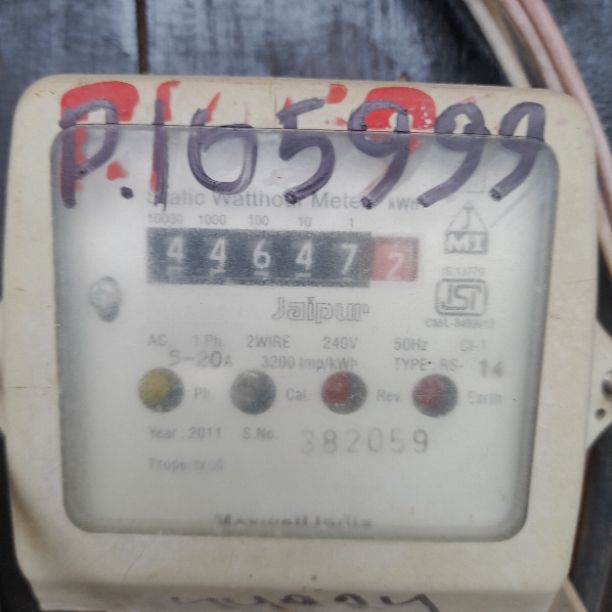 P.165999
Static Watthour Meter kWh
10000 1000 100 10 1
4 4 6 4 7 2
MI
IS:13779
Jaipur
AC. 1 Ph. 2WIRE 240V 50Hz Cl-1
5-20A 3200 Imp/kWh TYPE: RS- 14
Ph. Cal. Rev. Earth
Year : 2011 S.No. 382059